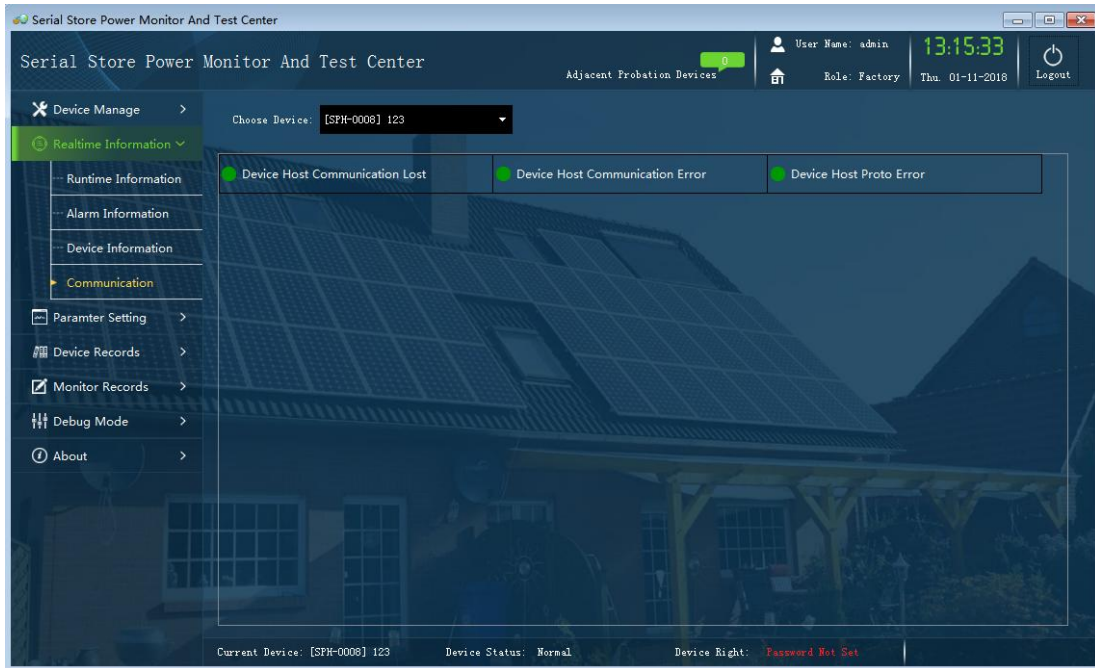 Serial Store Power Monitor And Test Center
Serial Store Power Monitor And Test Center
0
Adjacent Probation Devices
User Name: admin
Role: Factory
13:15:33
Thu. 01-11-2018
Logout
Device Manage
Realtime Information
Runtime Information
Alarm Information
Device Information
Communication
Paramter Setting
Device Records
Monitor Records
Debug Mode
About
Choose Device: [SPH-0008] 123
Device Host Communication Lost
Device Host Communication Error
Device Host Proto Error
Current Device: [SPH-0008] 123
Device Status: Normal
Device Right: Password Not Set